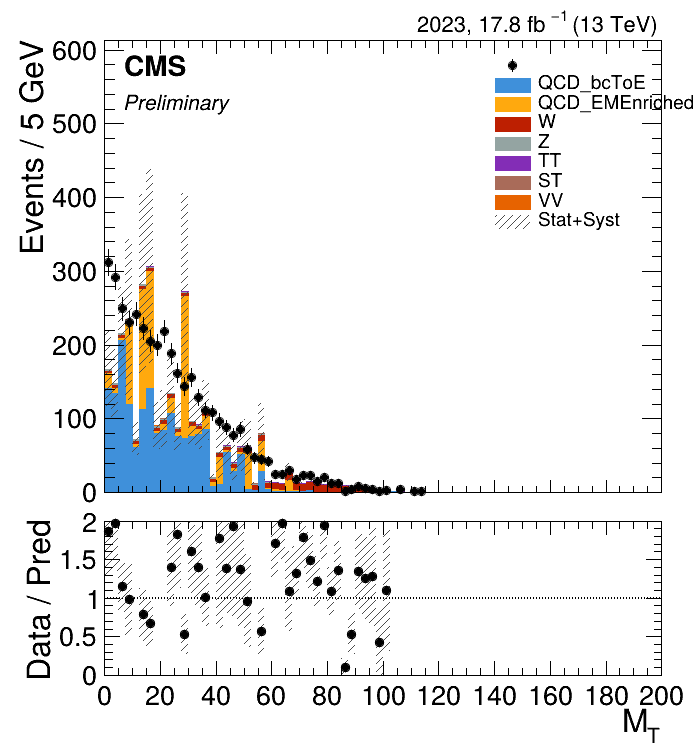 2023, 17.8 fb⁻¹ (13 TeV)
CMS
Preliminary
QCD_bcToE
QCD_EMEnriched
W
Z
TT
ST
VV
Stat+Syst
Events / 5 GeV
600
500
400
300
200
100
0
Data / Pred
2
1.5
1
0.5
0
0 20 40 60 80 100 120 140 160 180 200
M_T